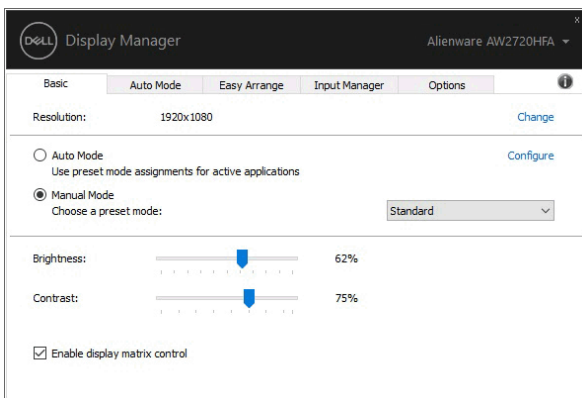 DELL Display Manager Alienware AW2720HFA
x
Basic Auto Mode Easy Arrange Input Manager Options i
Resolution: 1920x1080 Change
Auto Mode Configure
Use preset mode assignments for active applications
Manual Mode
Choose a preset mode: Standard
Brightness: 62%
Contrast: 75%
Enable display matrix control